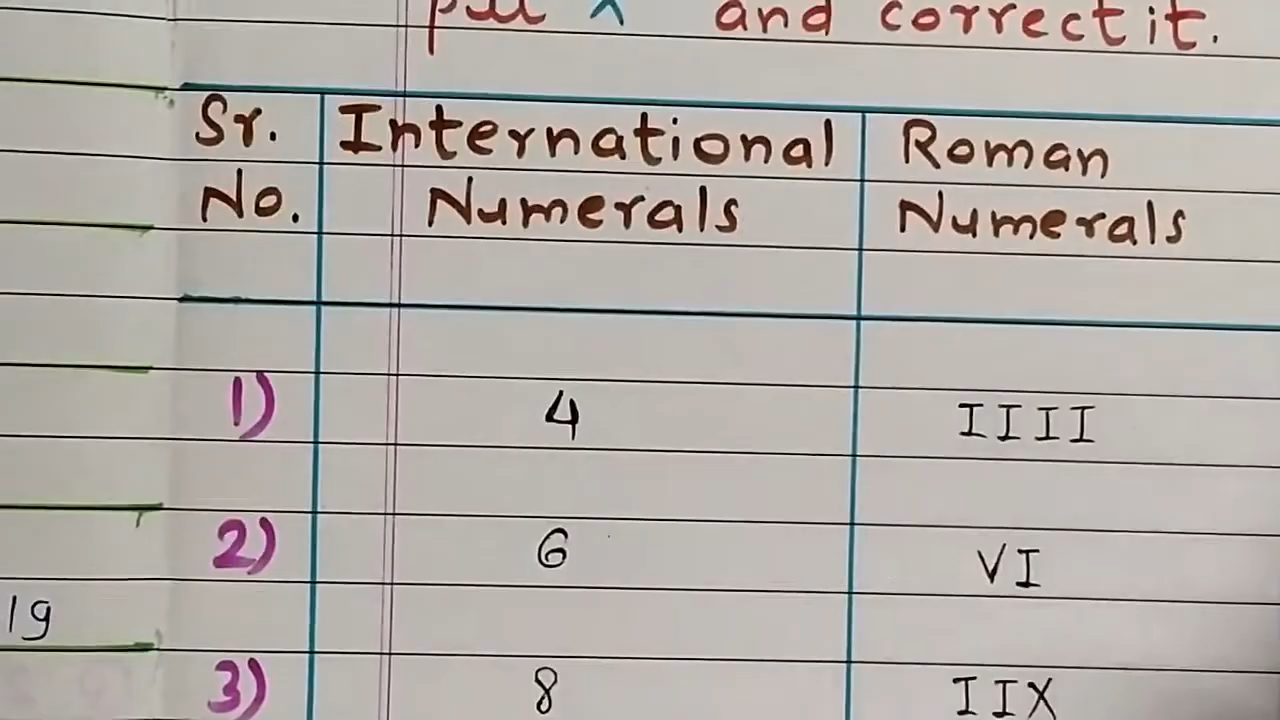 and correct it.
Sr. International Roman
No. Numerals Numerals
1) 4 IIII
2) 6 VI
19
3) 8 IIX